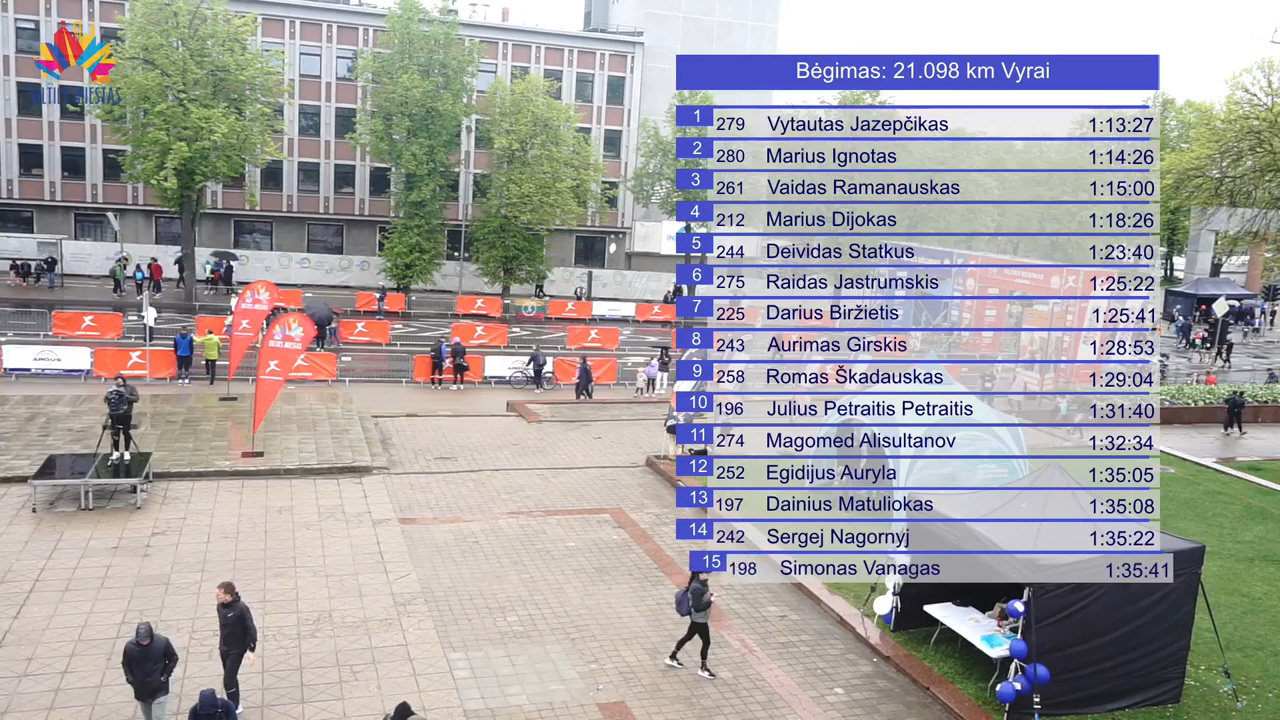 VILTIES MIESTAS
Bėgimas: 21.098 km Vyrai
1 279 Vytautas Jazepčikas 1:13:27
2 280 Marius Ignotas 1:14:26
3 261 Vaidas Ramanauskas 1:15:00
4 212 Marius Dijokas 1:18:26
5 244 Deividas Statkus 1:23:40
6 275 Raidas Jastrumskis 1:25:22
7 225 Darius Biržietis 1:25:41
8 243 Aurimas Girskis 1:28:53
9 258 Romas Škadauskas 1:29:04
10 196 Julius Petraitis Petraitis 1:31:40
11 274 Magomed Alisultanov 1:32:34
12 252 Egidijus Auryla 1:35:05
13 197 Dainius Matuliokas 1:35:08
14 242 Sergej Nagornyj 1:35:22
15 198 Simonas Vanagas 1:35:41
ARGUS